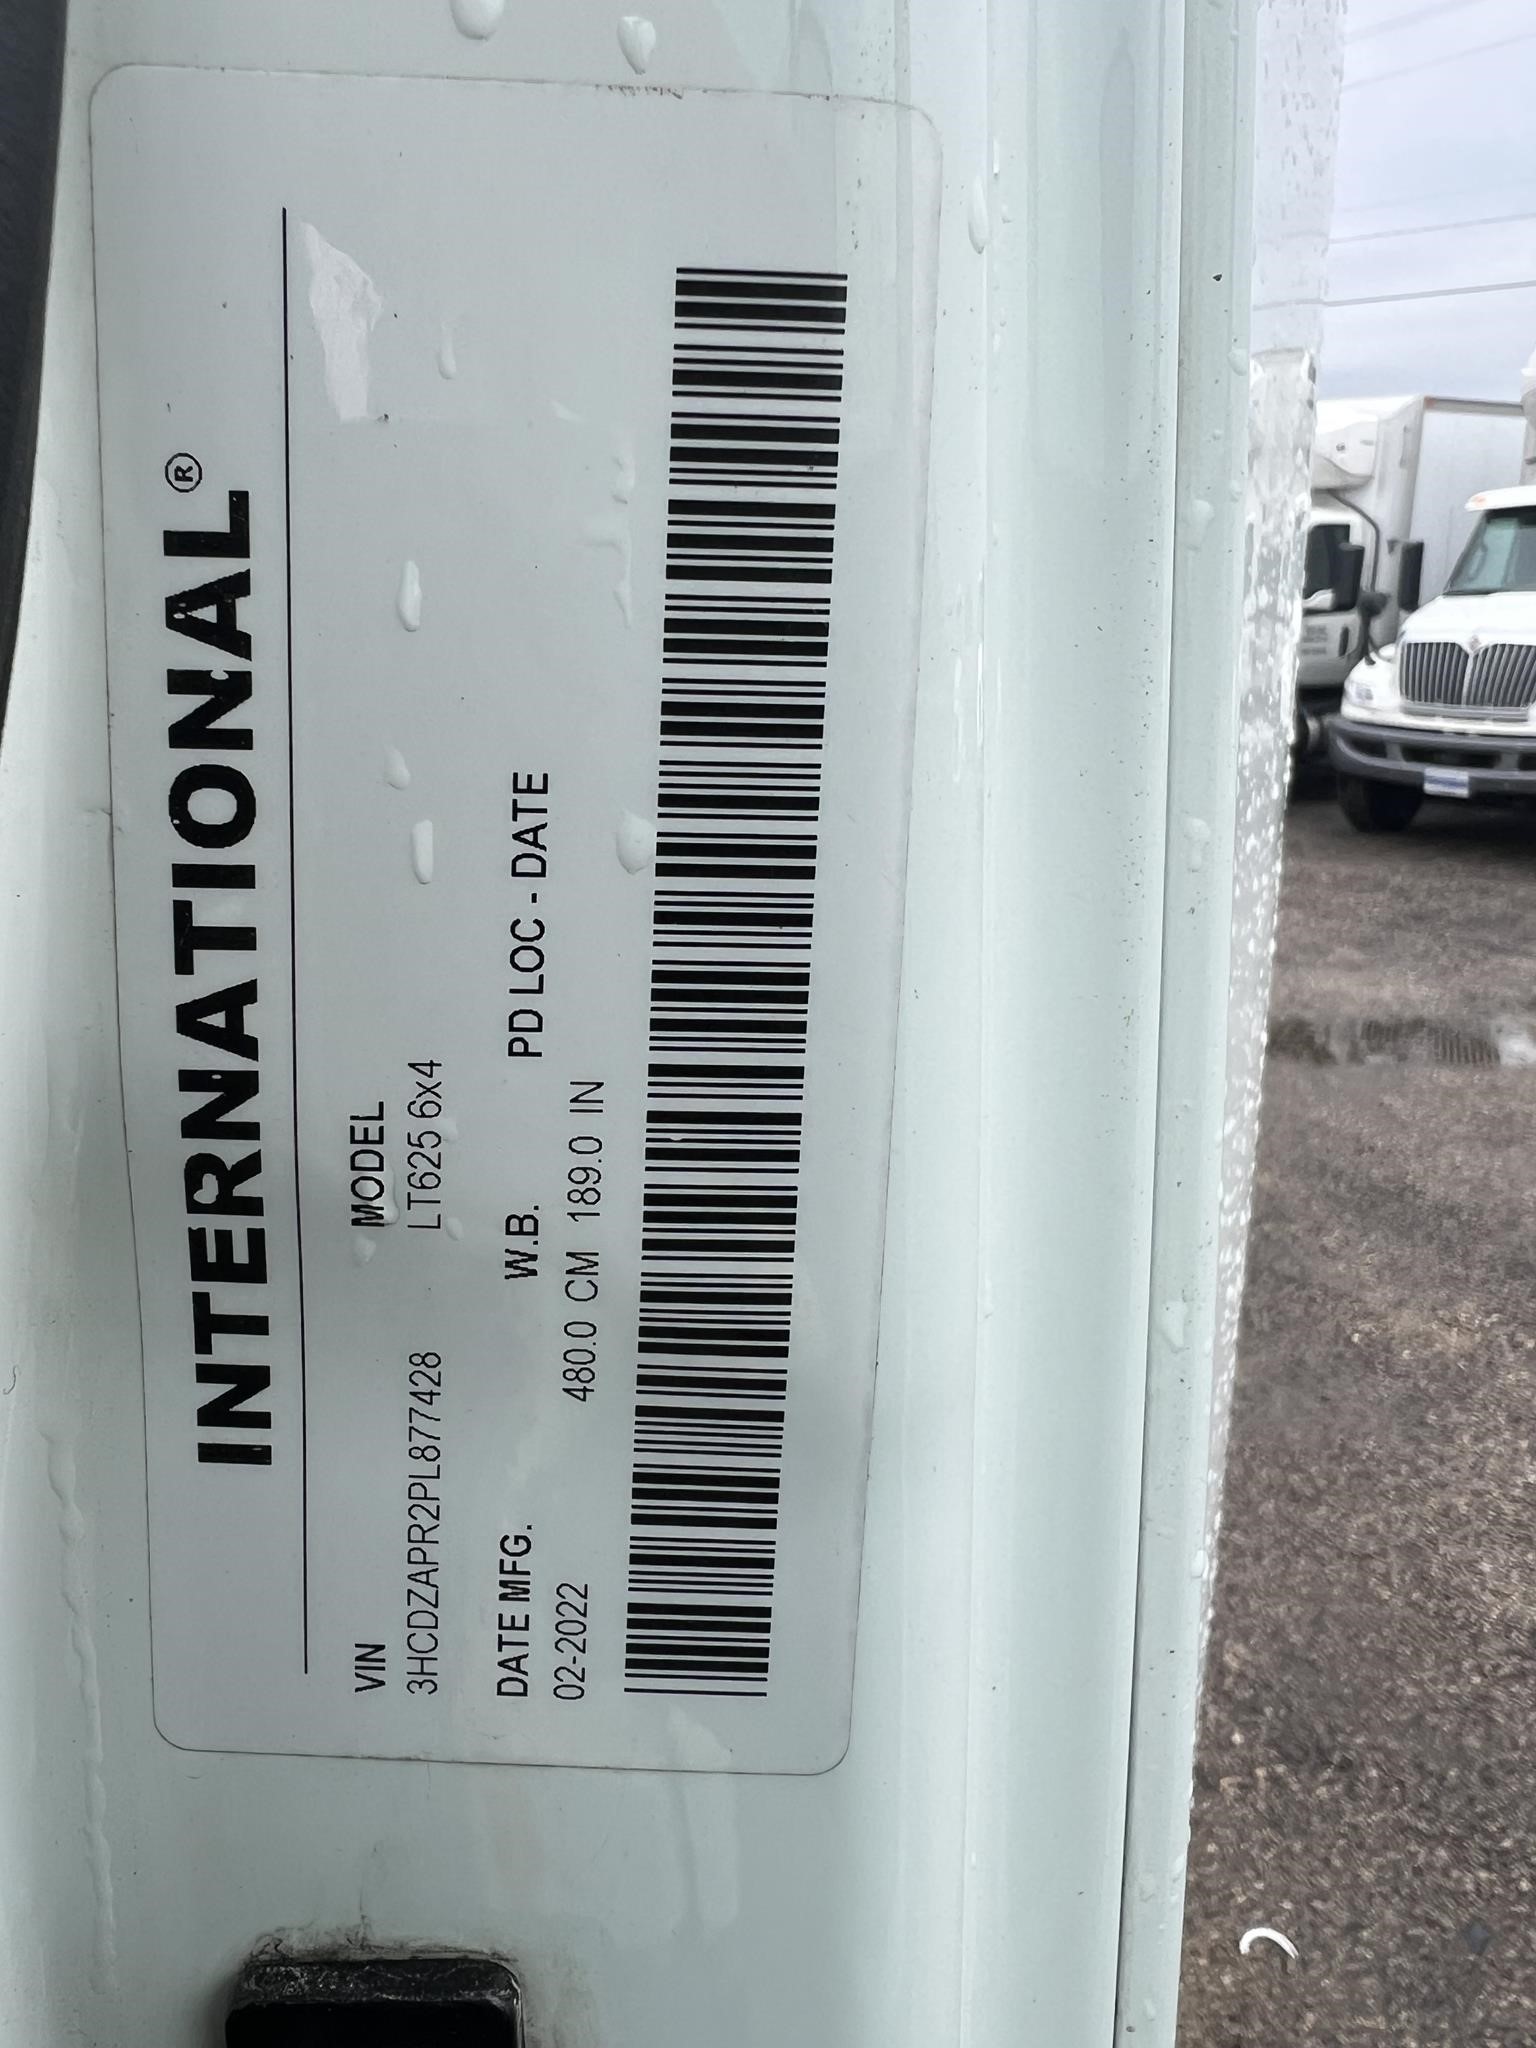 INTERNATIONAL®
VIN MODEL
3HCDZAPR2PL877428 LT625 6x4
DATE MFG. W.B. PD LOC - DATE
02-2022 480.0 CM 189.0 IN